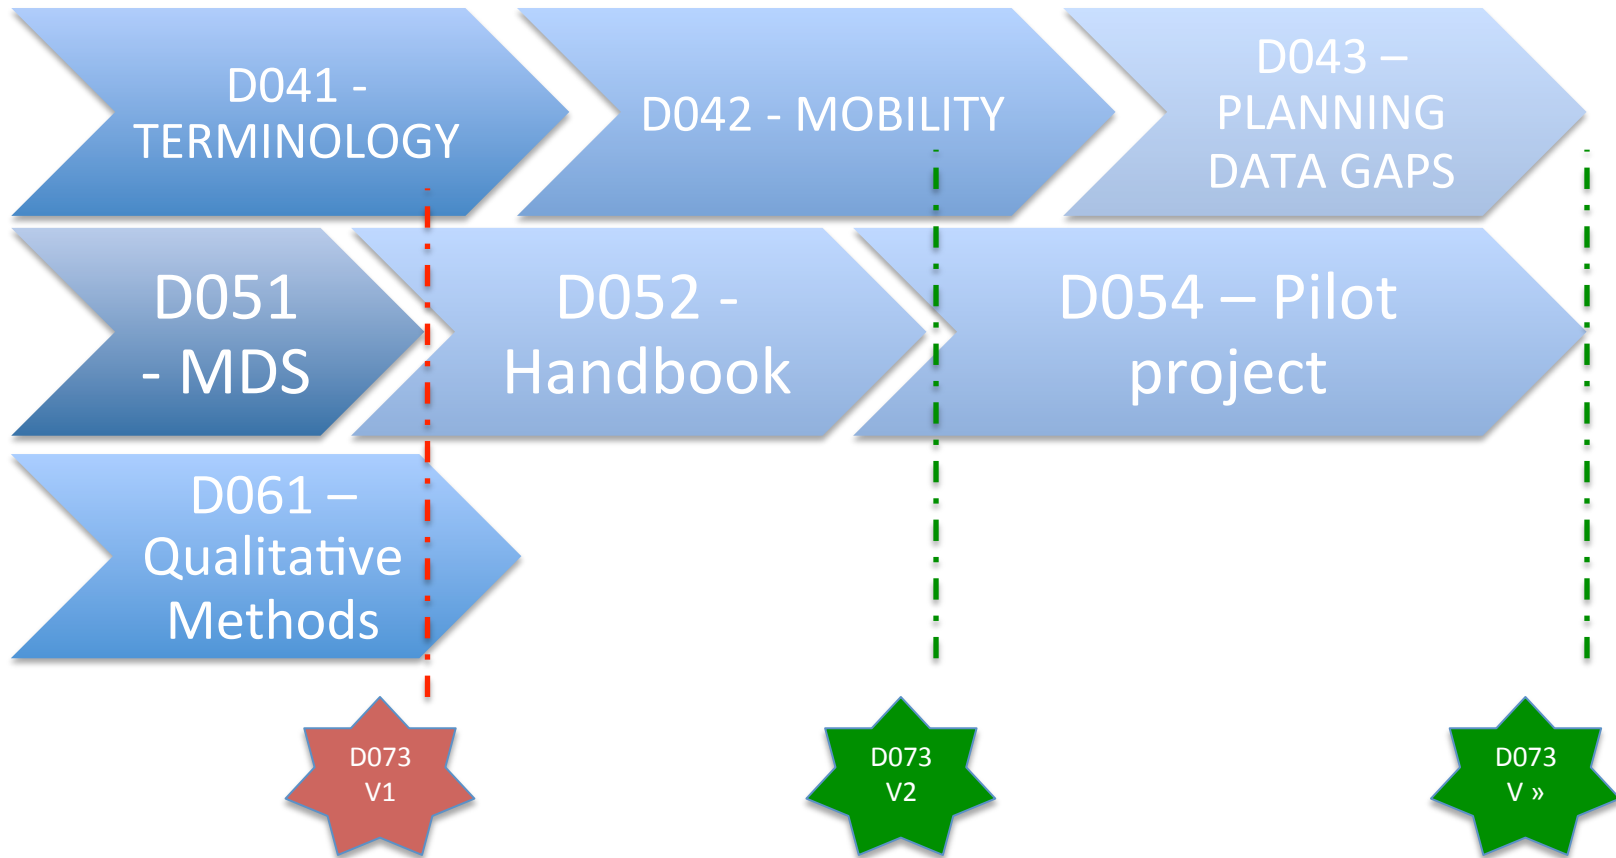 D041 -
TERMINOLOGY
D042 - MOBILITY
D043 –
PLANNING
DATA GAPS
D051
- MDS
D052 -
Handbook
D054 – Pilot
project
D061 –
Qualitative
Methods
D073
V1
D073
V2
D073
V »